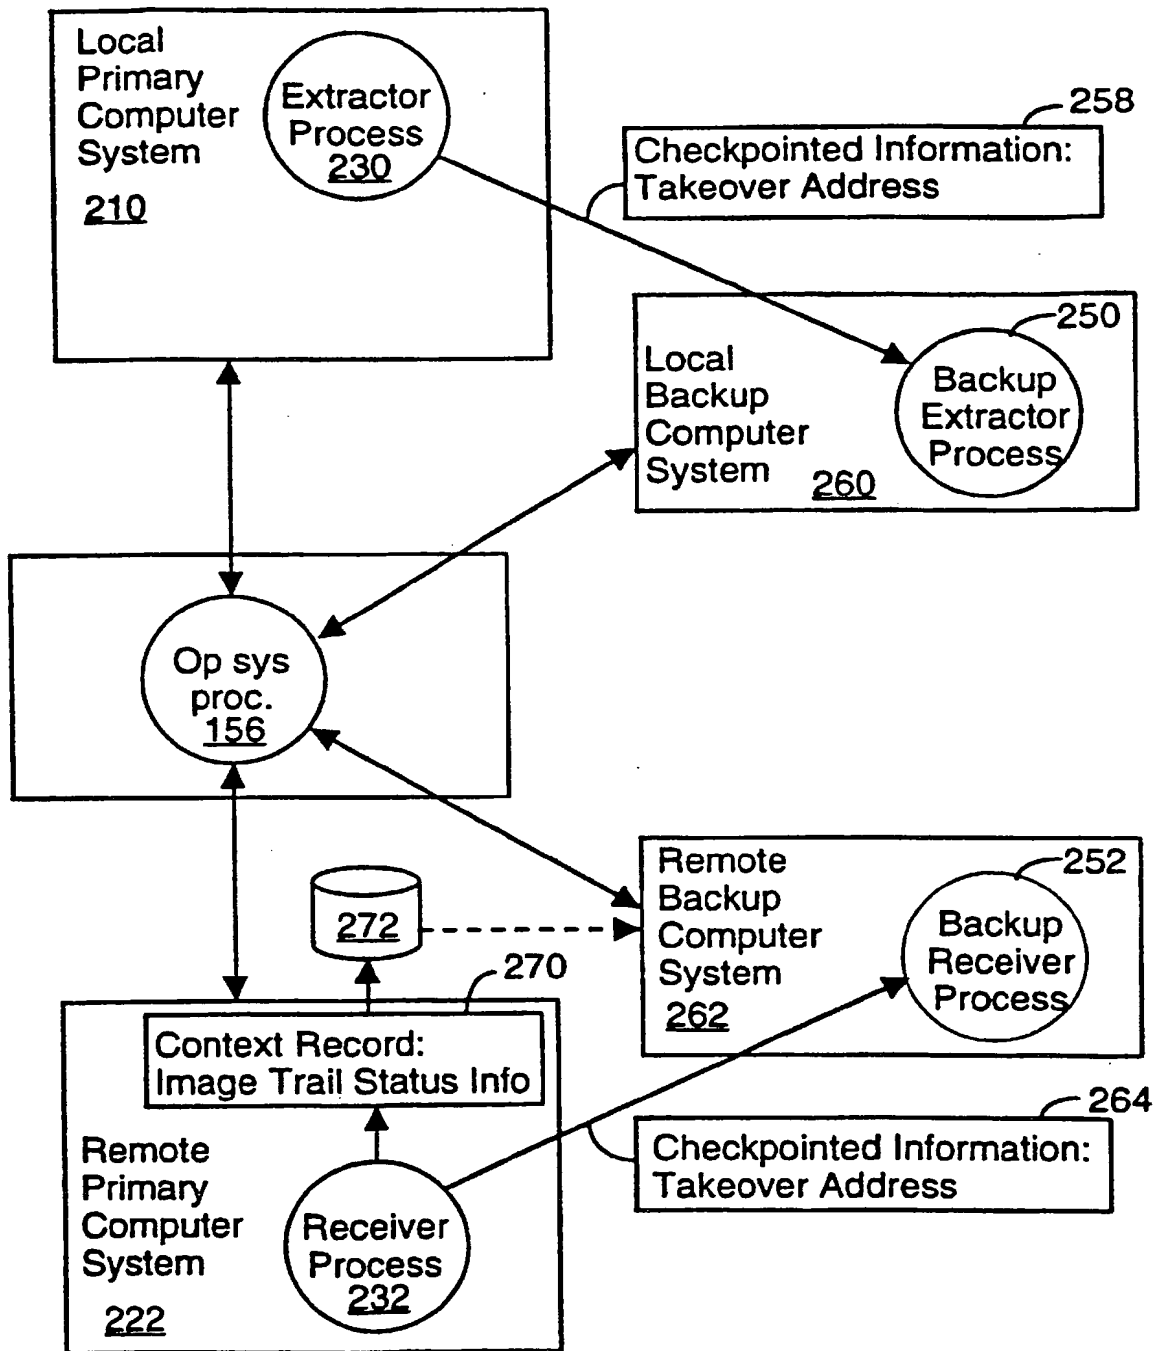 Local
Primary
Computer
System
210
Extractor
Process
230
258
Checkpointed Information:
Takeover Address
250
Local
Backup
Computer
System
260
Backup
Extractor
Process
Op sys
proc.
156
Remote
Backup
Computer
System
262
252
Backup
Receiver
Process
272
270
Context Record:
Image Trail Status Info
264
Checkpointed Information:
Takeover Address
Remote
Primary
Computer
System
222
Receiver
Process
232